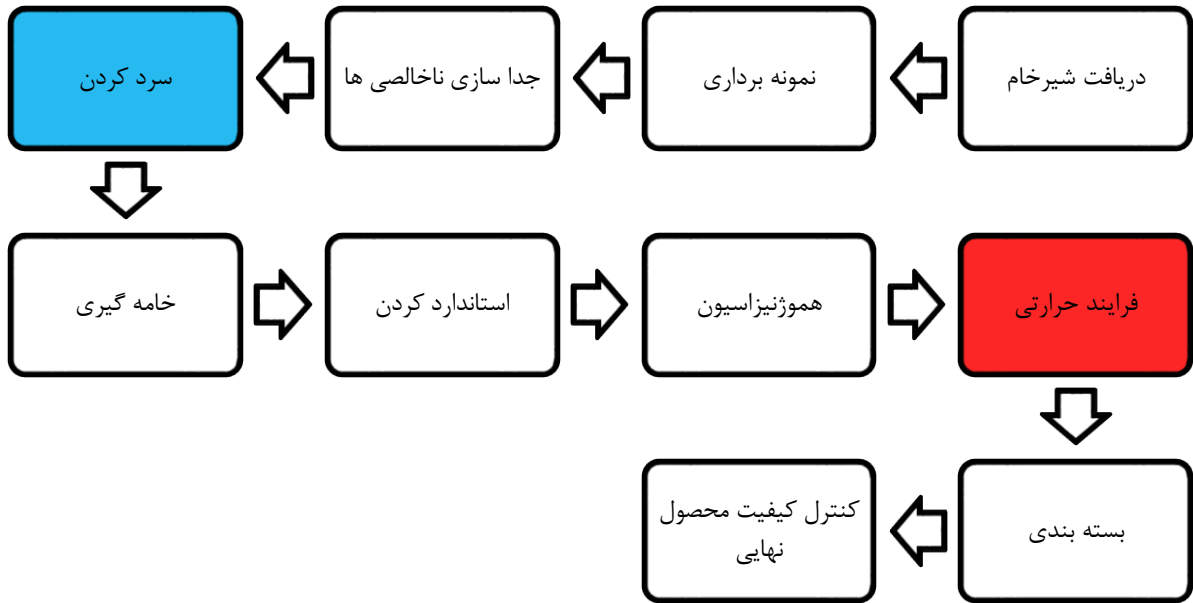 دریافت شیرخام
نمونه برداری
جدا سازی ناخالصی ها
سرد کردن
خامه گیری
استاندارد کردن
هموژنیزاسیون
فرایند حرارتی
بسته بندی
کنترل کیفیت محصول
نهایی